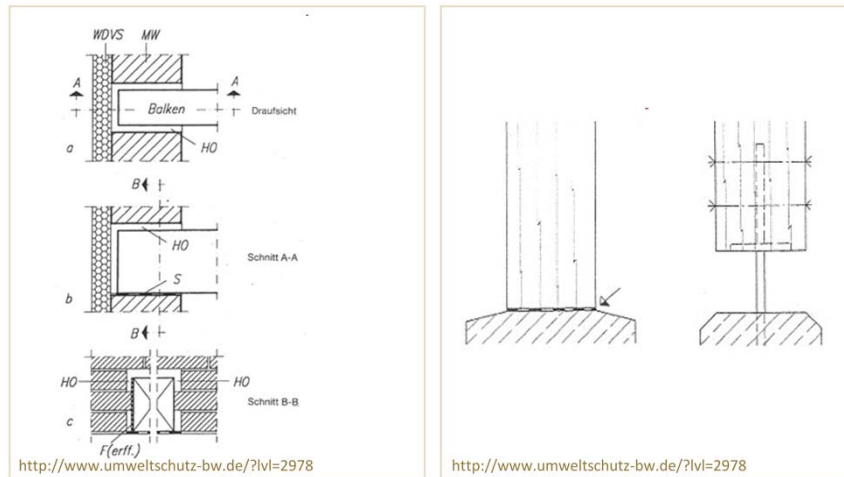 WDVS MW
A A
Balken
Draufsicht
a HO
B
HO
Schnitt A-A
S
b
B
HO HO
Schnitt B-B
c
F(erff.)
http://www.umweltschutz-bw.de/?lvl=2978
http://www.umweltschutz-bw.de/?lvl=2978